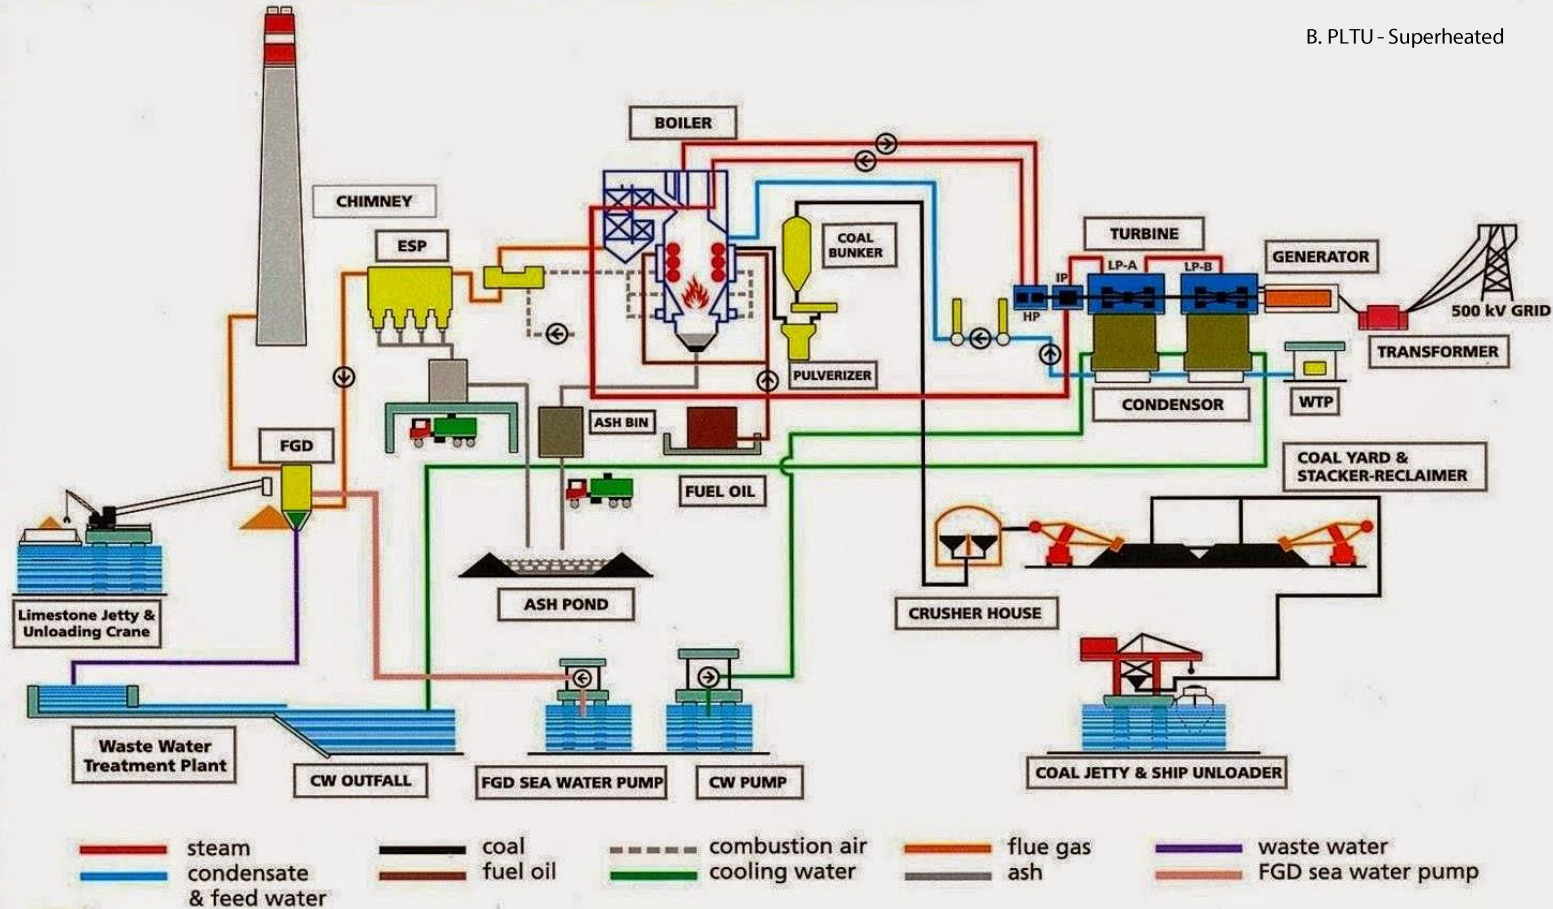 B. PLTU - Superheated
BOILER
CHIMNEY
ESP
COAL
BUNKER
TURBINE
GENERATOR
LP-A
LP-B
IP
HP
500 kV GRID
TRANSFORMER
PULVERIZER
CONDENSOR
WTP
ASH BIN
FGD
FUEL OIL
COAL YARD &
STACKER-RECLAIMER
ASH POND
CRUSHER HOUSE
Limestone Jetty &
Unloading Crane
Waste Water
Treatment Plant
CW OUTFALL
FGD SEA WATER PUMP
CW PUMP
COAL JETTY & SHIP UNLOADER
steam
condensate
& feed water
coal
fuel oil
combustion air
cooling water
flue gas
ash
waste water
FGD sea water pump